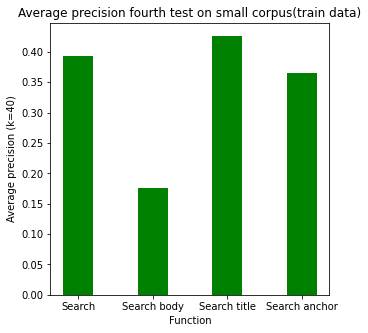 Average precision fourth test on small corpus(train data)
0.40
0.35
0.30
0.25
0.20
0.15
0.10
0.05
0.00
Average precision (k=40)
Search Search body Search title Search anchor
Function